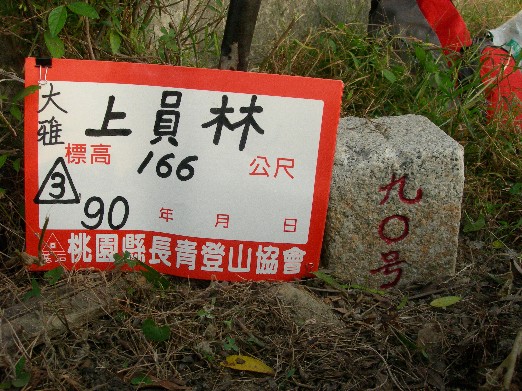 大雅
上員林
標高 166 公尺
3
90 年 月 日
桃園縣長青登山協會
九〇号